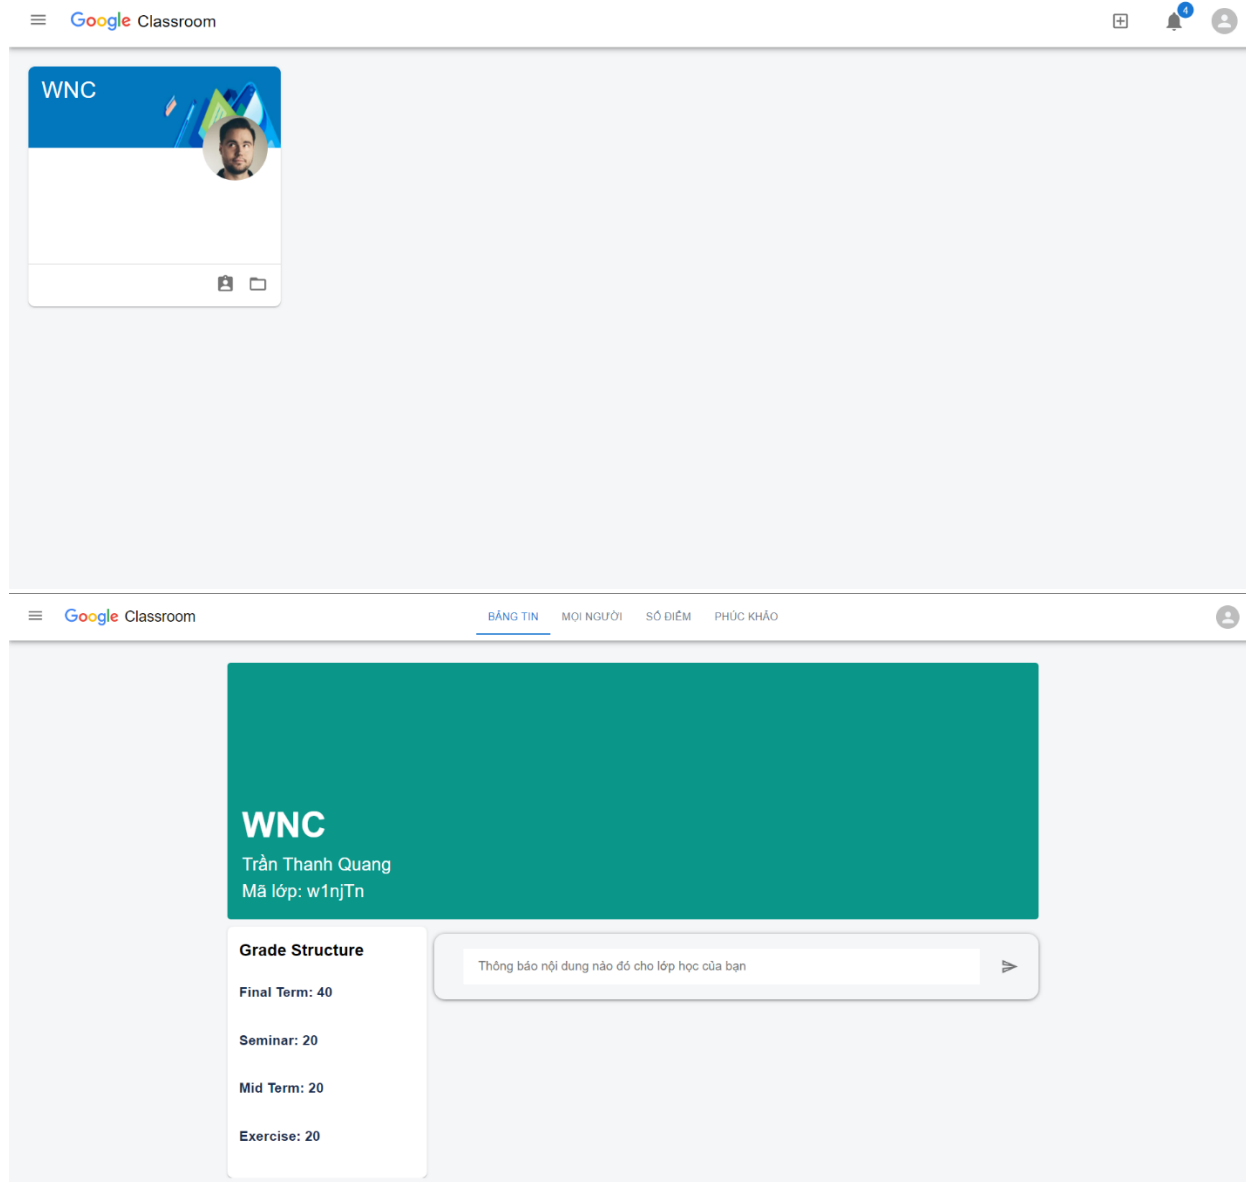 Google Classroom
4
WNC
Google Classroom
BẢNG TIN MỌI NGƯỜI SỔ ĐIỂM PHÚC KHẢO
WNC
Trần Thanh Quang
Mã lớp: w1njTn
Grade Structure
Thông báo nội dung nào đó cho lớp học của bạn
Final Term: 40
Seminar: 20
Mid Term: 20
Exercise: 20